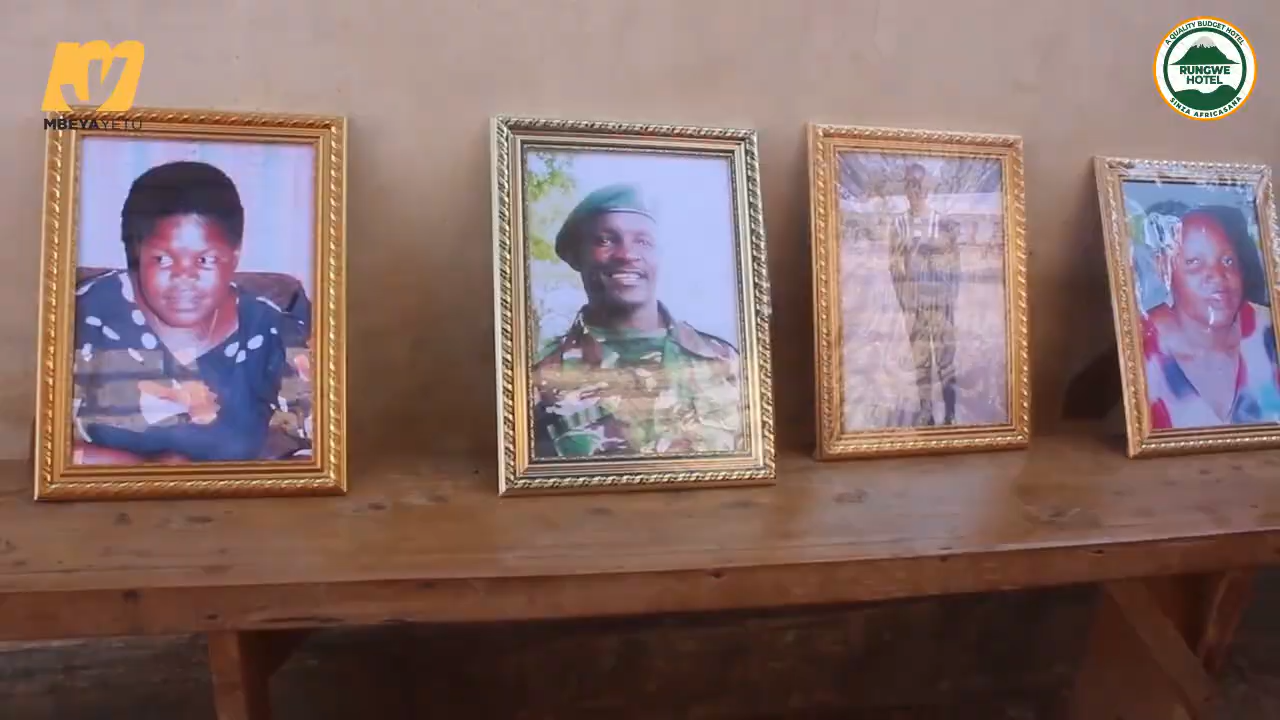 MBEYA YETU
A QUALITY BUDGET HOTEL
RUNGWE
HOTEL
SINZA AFRICASANA